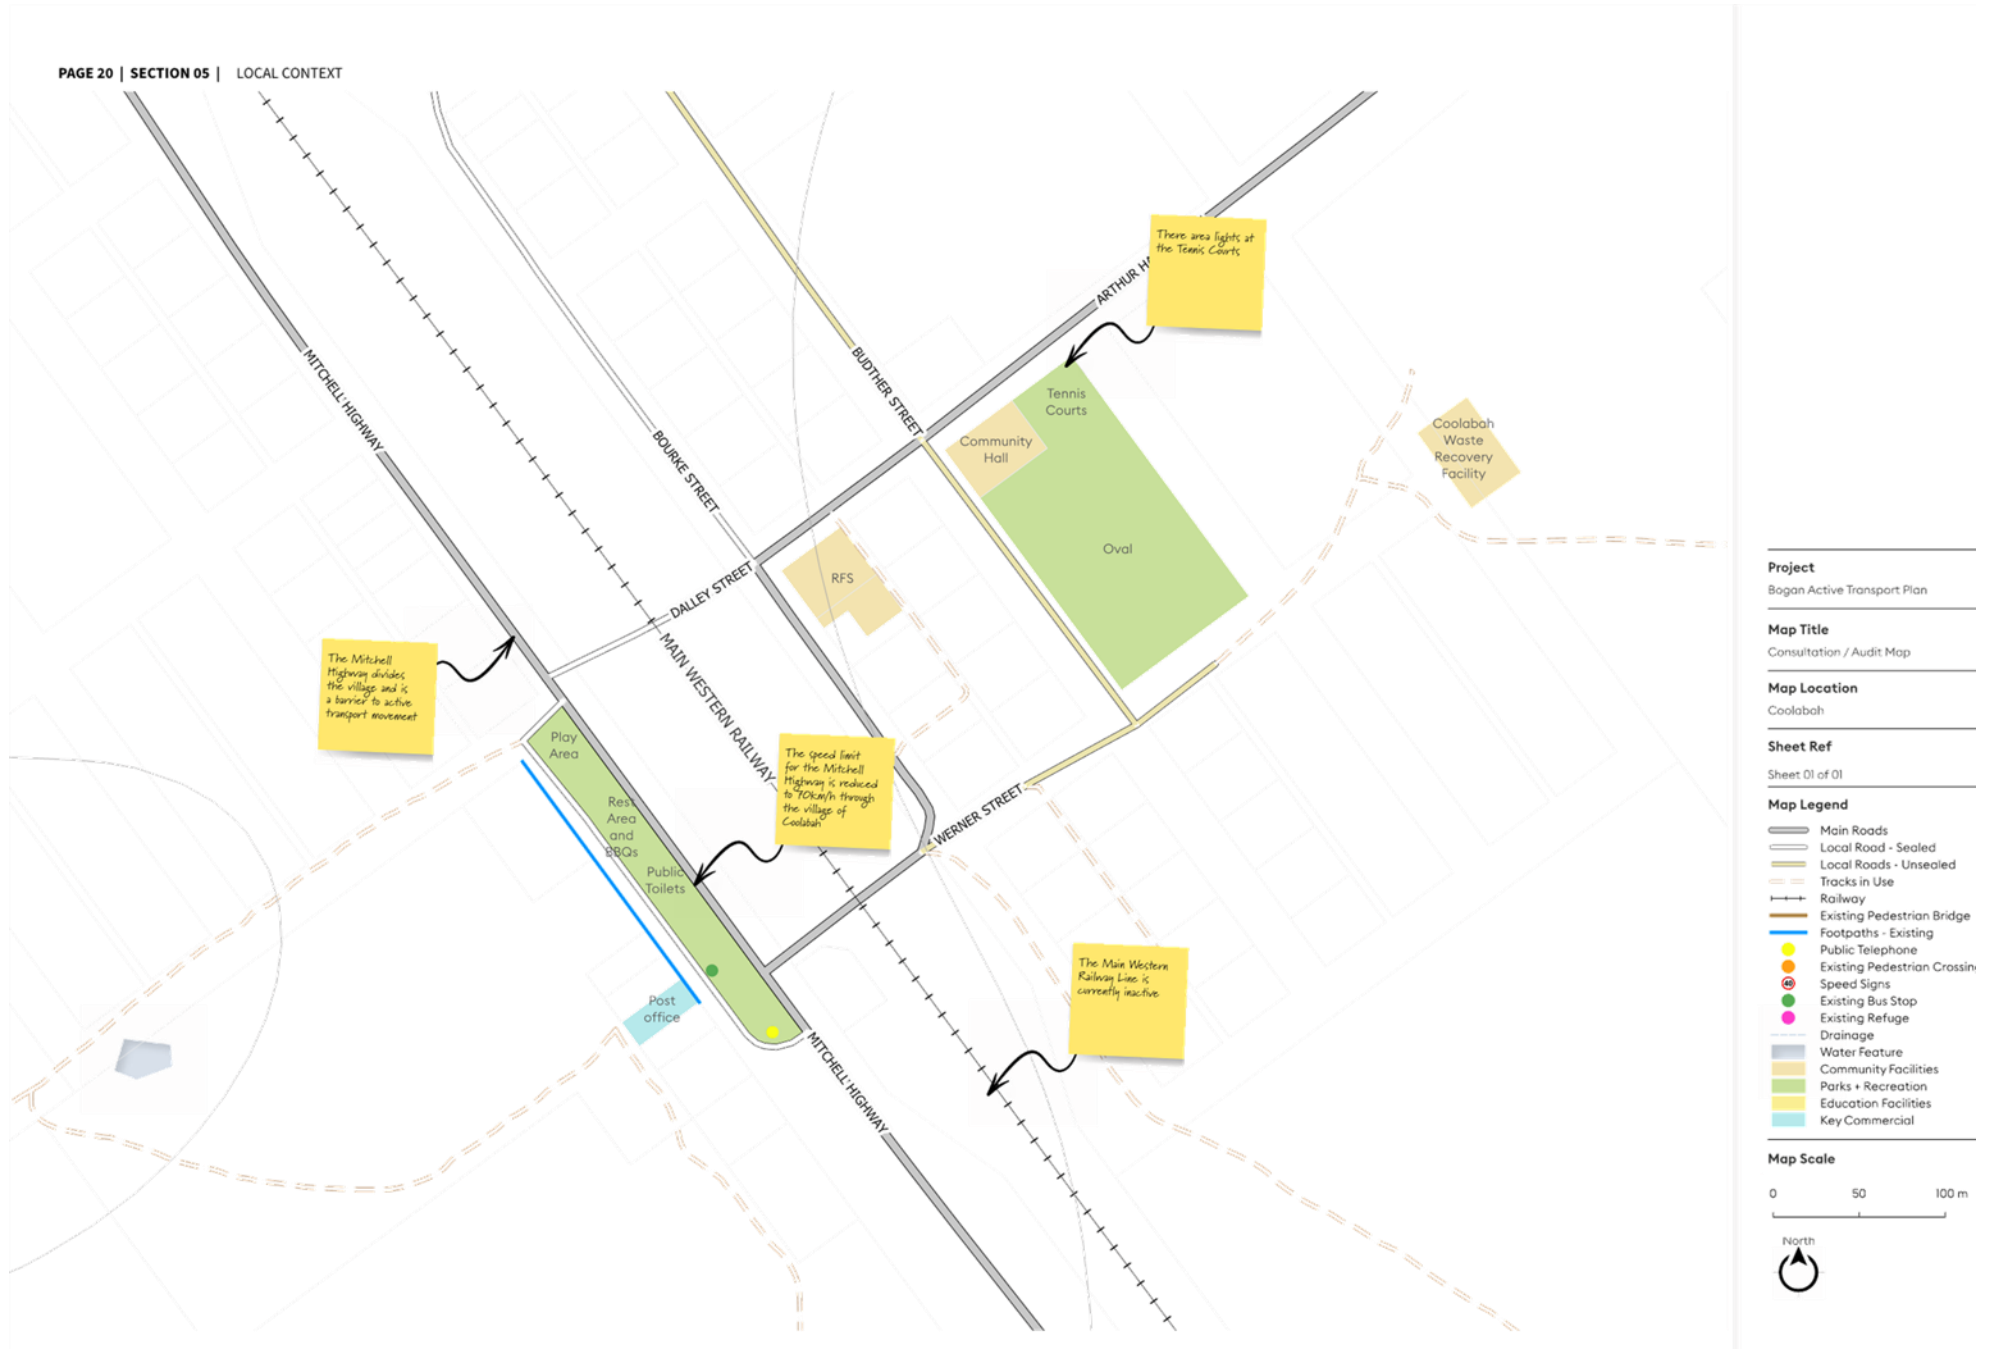 PAGE 20 | SECTION 05 | LOCAL CONTEXT
There area lights at
the Tennis Courts
ARTHUR
MITCHELL HIGHWAY
BUDTHER STREET
BOURKE STREET
Tennis
Courts
Community
Hall
Coolabah
Waste
Recovery
Facility
Oval
RFS
DALLEY STREET
MAIN WESTERN RAILWAY
The Mitchell
Highway divides
the village and is
a barrier to active
transport movement
Play
Area
Rest
Area
and
BBQs
Public
Toilets
The speed limit
for the Mitchell
Highway is reduced
to 70km/h through
the village of
Coolabah
WERNER STREET
Post
office
The Main Western
Railway Line is
currently inactive
MITCHELL HIGHWAY
Project
Bogan Active Transport Plan
Map Title
Consultation / Audit Map
Map Location
Coolabah
Sheet Ref
Sheet 01 of 01
Map Legend
Main Roads
Local Road - Sealed
Local Roads - Unsealed
Tracks in Use
Railway
Existing Pedestrian Bridge
Footpaths - Existing
Public Telephone
Existing Pedestrian Crossin
40 Speed Signs
Existing Bus Stop
Existing Refuge
Drainage
Water Feature
Community Facilities
Parks + Recreation
Education Facilities
Key Commercial
Map Scale
0 50 100 m
North